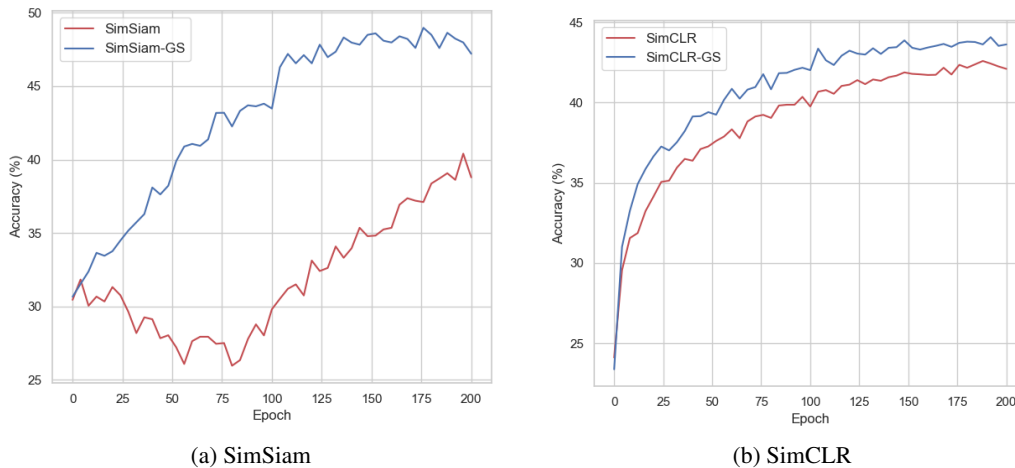 SimSiam
SimSiam-GS
50
45
40
35
30
25
0 25 50 75 100 125 150 175 200
Accuracy (%)
Epoch
(a) SimSiam
SimCLR
SimCLR-GS
45
40
35
30
25
0 25 50 75 100 125 150 175 200
Accuracy (%)
Epoch
(b) SimCLR